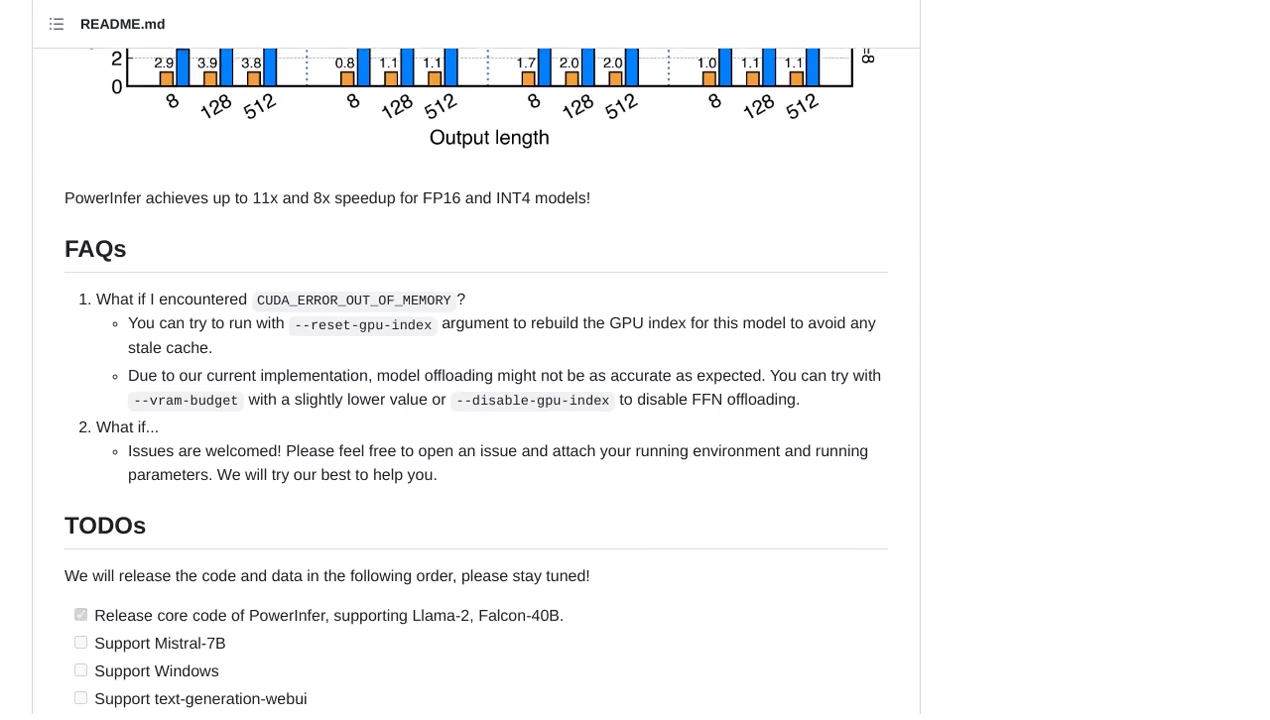 README.md
2
2.9 3.9 3.8 0.8 1.1 1.1 1.7 2.0 2.0 1.0 1.1 1.1
0
8 128 512 8 128 512 8 128 512 8 128 512
Output length
PowerInfer achieves up to 11x and 8x speedup for FP16 and INT4 models!
FAQs
1. What if I encountered CUDA_ERROR_OUT_OF_MEMORY ?
You can try to run with --reset-gpu-index argument to rebuild the GPU index for this model to avoid any
stale cache.
Due to our current implementation, model offloading might not be as accurate as expected. You can try with
--vram-budget with a slightly lower value or --disable-gpu-index to disable FFN offloading.
2. What if...
Issues are welcomed! Please feel free to open an issue and attach your running environment and running
parameters. We will try our best to help you.
TODOs
We will release the code and data in the following order, please stay tuned!
Release core code of PowerInfer, supporting Llama-2, Falcon-40B.
Support Mistral-7B
Support Windows
Support text-generation-webui